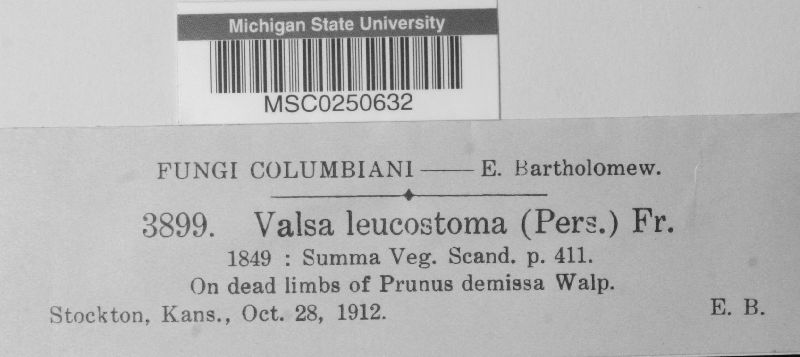 Michigan State University
MSC0250632
FUNGI COLUMBIANI — E. Bartholomew.
3899. Valsa leucostoma (Pers.) Fr.
1849 : Summa Veg. Scand. p. 411.
On dead limbs of Prunus demissa Walp.
Stockton, Kans., Oct. 28, 1912. E. B.